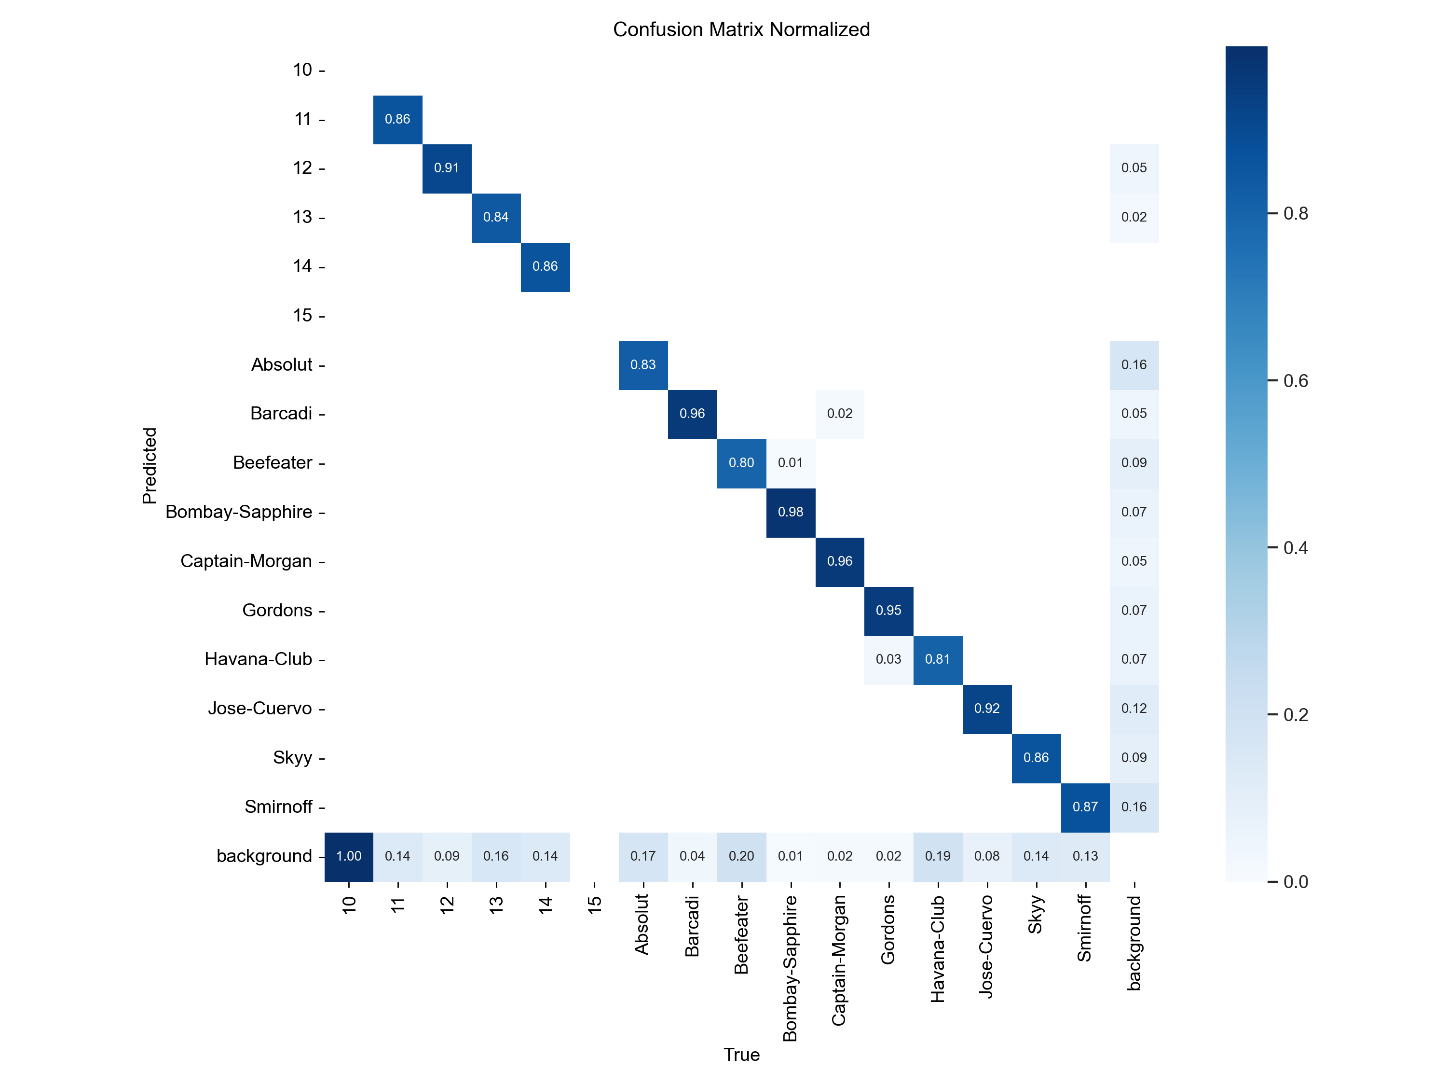 Confusion Matrix Normalized
10
11 0.86
12 0.91 0.05
13 0.84 0.02
14 0.86
15
Absolut 0.83 0.16
Barcadi 0.96 0.02 0.05
Beefeater 0.80 0.01 0.09
Bombay-Sapphire 0.98 0.07
Captain-Morgan 0.96 0.05
Gordons 0.95 0.07
Havana-Club 0.03 0.81 0.07
Jose-Cuervo 0.92 0.12
Skyy 0.86 0.09
Smirnoff 0.87 0.16
background 1.00 0.14 0.09 0.16 0.14 0.17 0.04 0.20 0.01 0.02 0.02 0.19 0.08 0.14 0.13
Predicted
10 11 12 13 14 15 Absolut Barcadi Beefeater Bombay-Sapphire Captain-Morgan Gordons Havana-Club Jose-Cuervo Skyy Smirnoff background
True
0.8
0.6
0.4
0.2
0.0